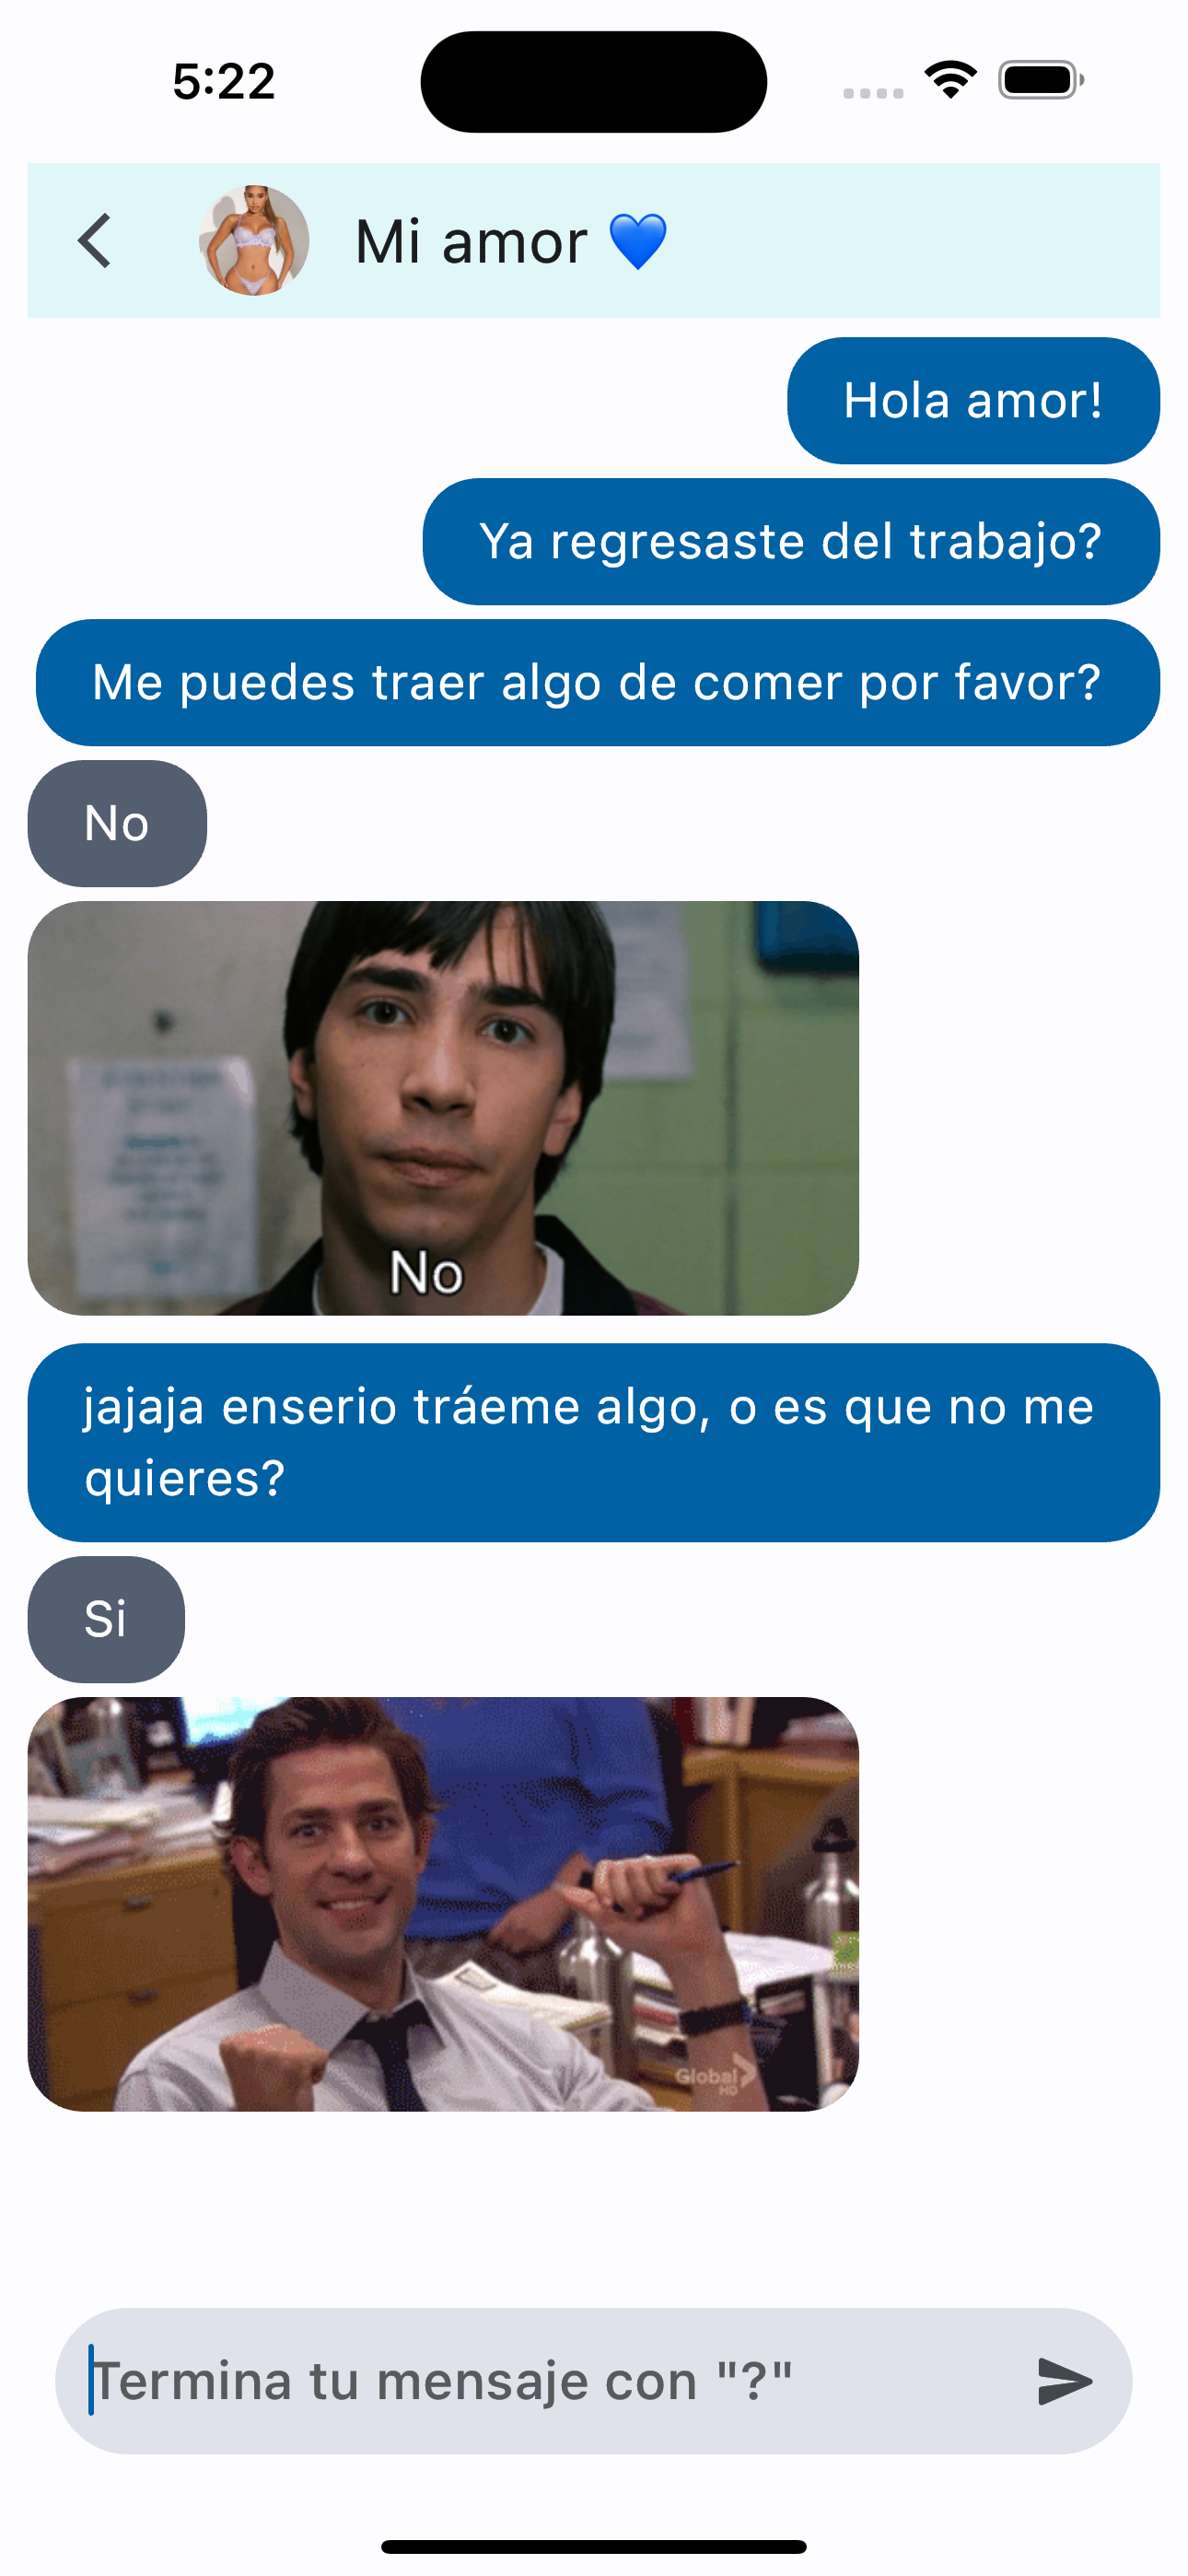 5:22
Mi amor 💙
Hola amor!
Ya regresaste del trabajo?
Me puedes traer algo de comer por favor?
No
No
jajaja enserio tráeme algo, o es que no me
quieres?
Si
Global
HD
Termina tu mensaje con "?"